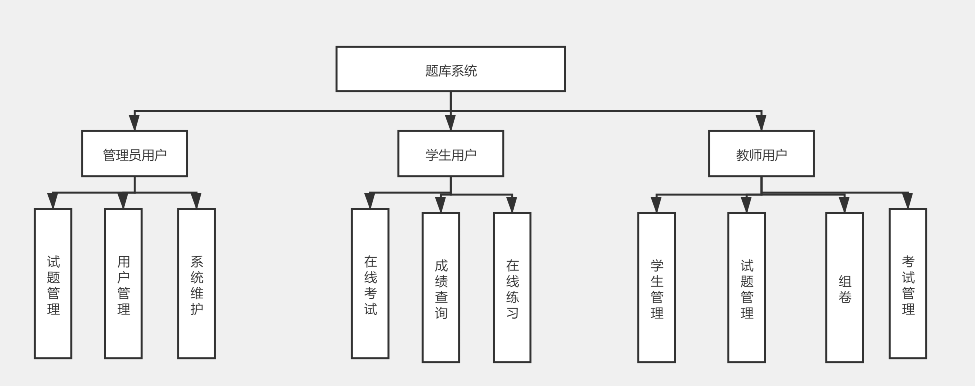 题库系统
管理员用户
学生用户
教师用户
试题管理
用户管理
系统维护
在线考试
成绩查询
在线练习
学生管理
试题管理
组卷
考试管理